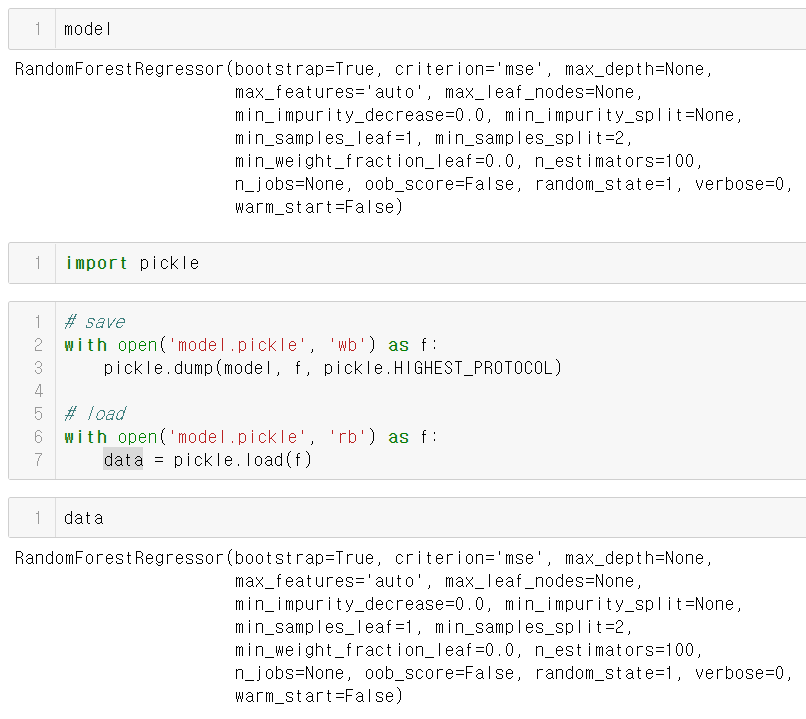 1 model
RandomForestRegressor(bootstrap=True, criterion='mse', max_depth=None,
max_features='auto', max_leaf_nodes=None,
min_impurity_decrease=0.0, min_impurity_split=None,
min_samples_leaf=1, min_samples_split=2,
min_weight_fraction_leaf=0.0, n_estimators=100,
n_jobs=None, oob_score=False, random_state=1, verbose=0,
warm_start=False)
1 import pickle
1 # save
2 with open('model.pickle', 'wb') as f:
3     pickle.dump(model, f, pickle.HIGHEST_PROTOCOL)
4
5 # load
6 with open('model.pickle', 'rb') as f:
7     data = pickle.load(f)
1 data
RandomForestRegressor(bootstrap=True, criterion='mse', max_depth=None,
max_features='auto', max_leaf_nodes=None,
min_impurity_decrease=0.0, min_impurity_split=None,
min_samples_leaf=1, min_samples_split=2,
min_weight_fraction_leaf=0.0, n_estimators=100,
n_jobs=None, oob_score=False, random_state=1, verbose=0,
warm_start=False)